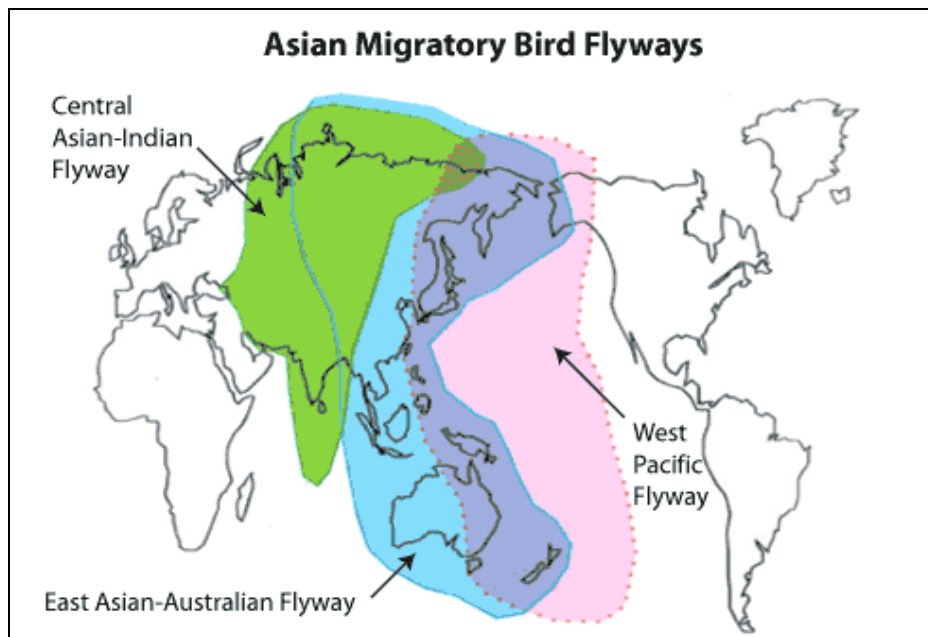 Asian Migratory Bird Flyways
Central
Asian-Indian
Flyway
West
Pacific
Flyway
East Asian-Australian Flyway